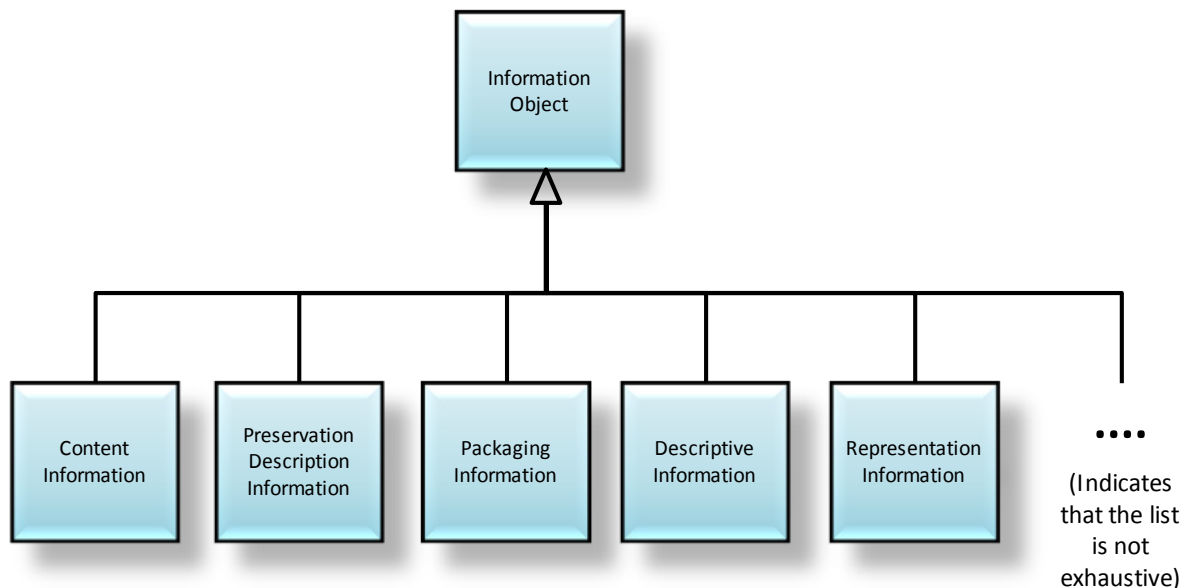 Information
Object
Content
Information
Preservation
Description
Information
Packaging
Information
Descriptive
Information
Representation
Information
....
(Indicates
that the list
is not
exhaustive)